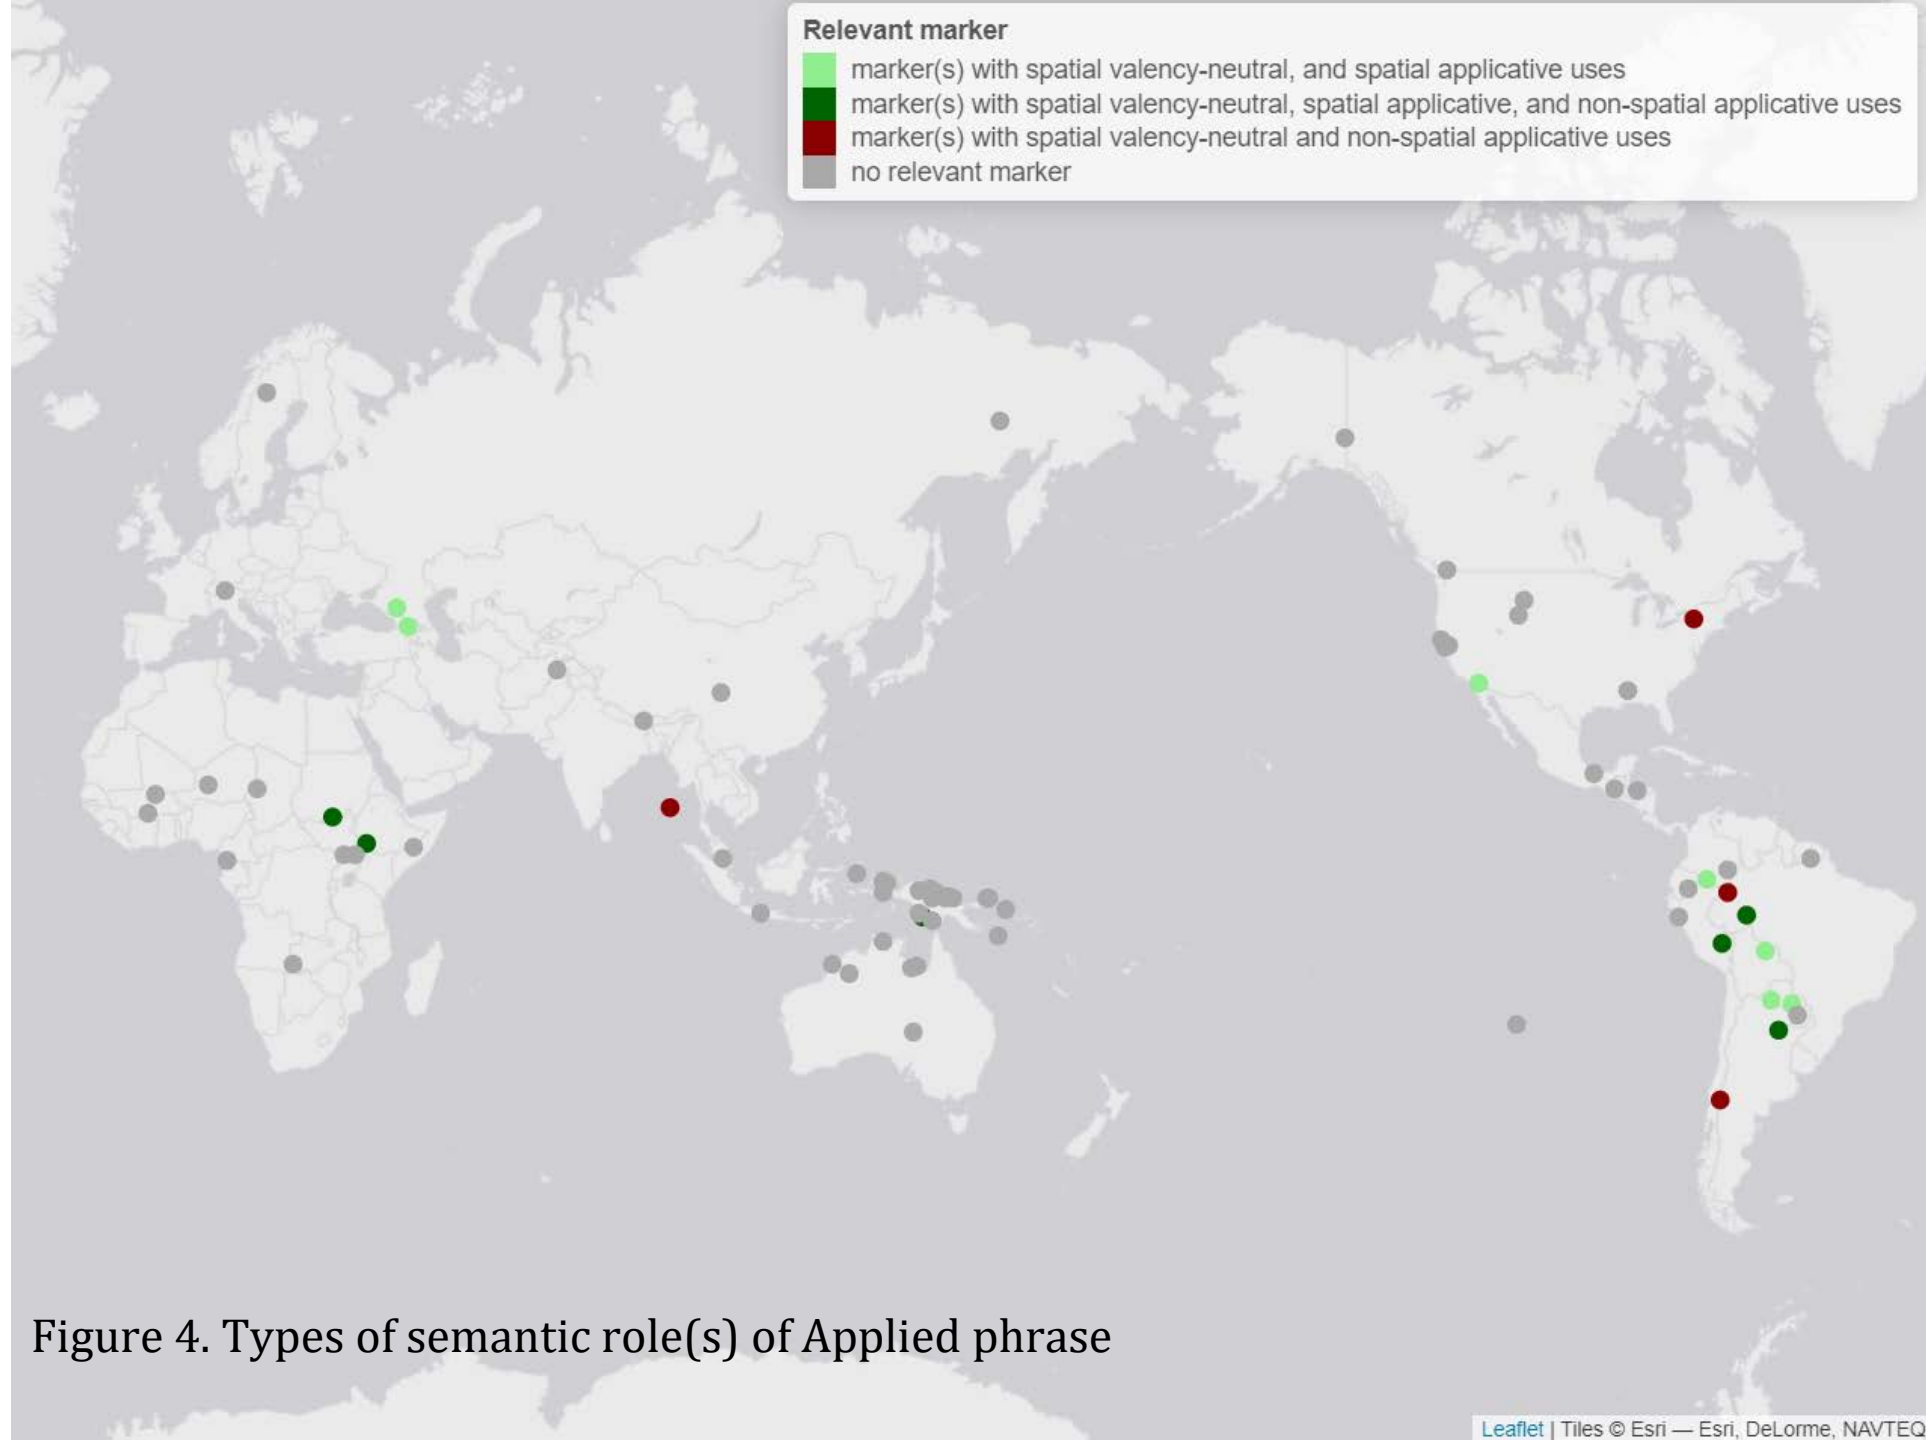 Relevant marker
marker(s) with spatial valency-neutral, and spatial applicative uses
marker(s) with spatial valency-neutral, spatial applicative, and non-spatial applicative uses
marker(s) with spatial valency-neutral and non-spatial applicative uses
no relevant marker
Figure 4. Types of semantic role(s) of Applied phrase
Leaflet | Tiles © Esri — Esri, DeLorme, NAVTEQ